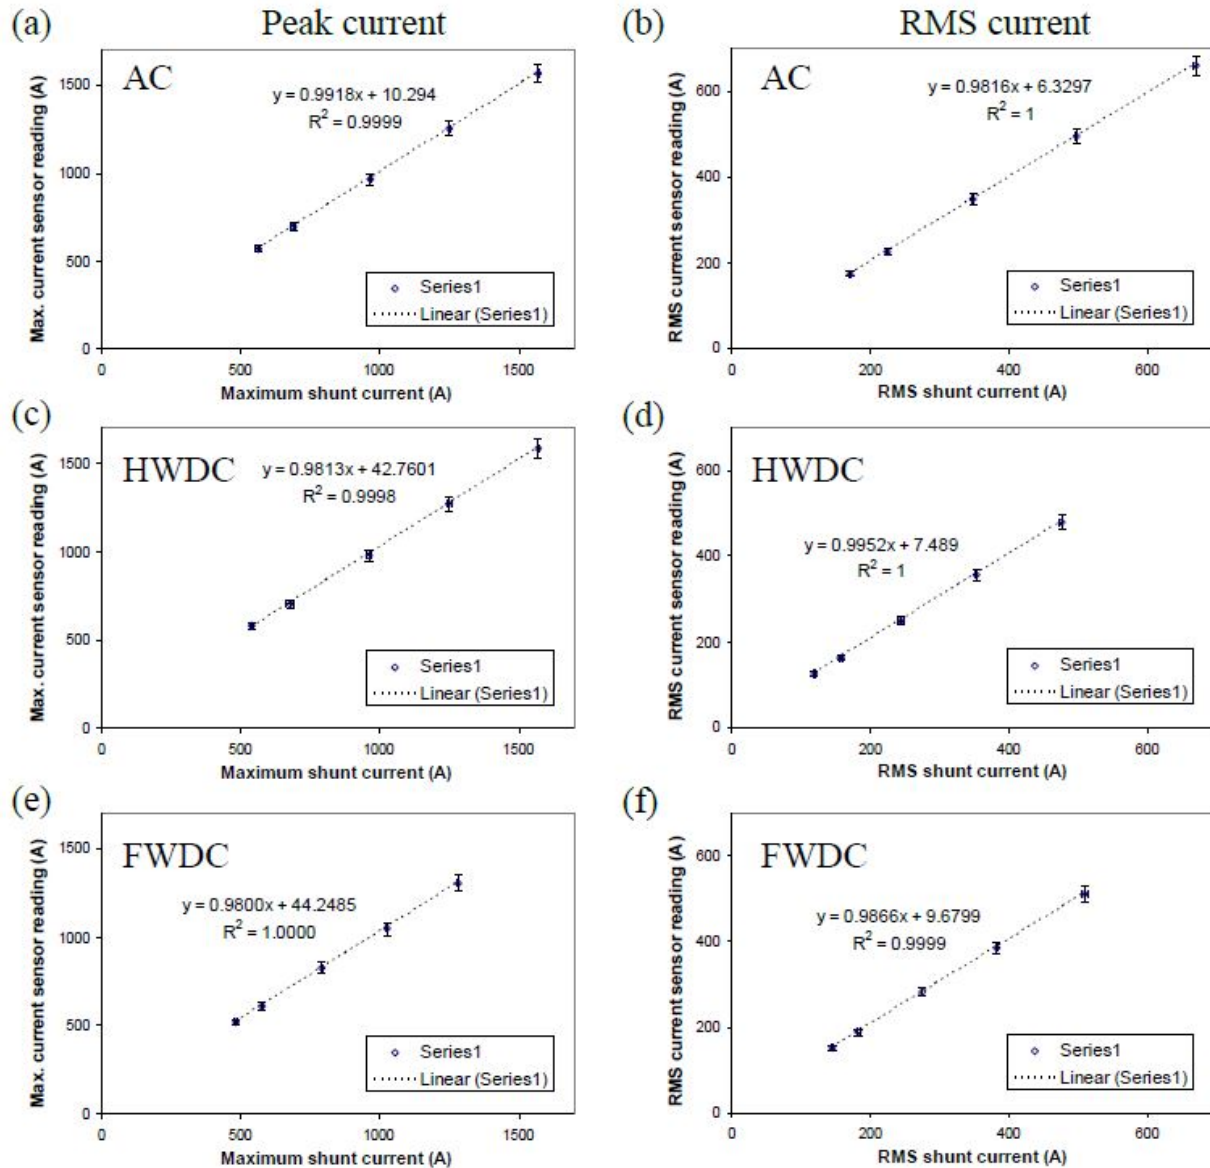 (a) Peak current
AC
y = 0.9918x + 10.294
R² = 0.9999
Max. current sensor reading (A)
1500
1000
500
0
Series1
Linear (Series1)
0 500 1000 1500
Maximum shunt current (A)
(b) RMS current
AC
y = 0.9816x + 6.3297
R² = 1
RMS current sensor reading (A)
600
400
200
0
Series1
Linear (Series1)
0 200 400 600
RMS shunt current (A)
(c)
HWDC
y = 0.9813x + 42.7601
R² = 0.9998
Max. current sensor reading (A)
1500
1000
500
0
Series1
Linear (Series1)
0 500 1000 1500
Maximum shunt current (A)
(d)
HWDC
y = 0.9952x + 7.489
R² = 1
RMS current sensor reading (A)
600
400
200
0
Series1
Linear (Series1)
0 200 400 600
RMS shunt current (A)
(e)
FWDC
y = 0.9800x + 44.2485
R² = 1.0000
Max. current sensor reading (A)
1500
1000
500
0
Series1
Linear (Series1)
0 500 1000 1500
Maximum shunt current (A)
(f)
FWDC
y = 0.9866x + 9.6799
R² = 0.9999
RMS current sensor reading (A)
600
400
200
0
Series1
Linear (Series1)
0 200 400 600
RMS shunt current (A)